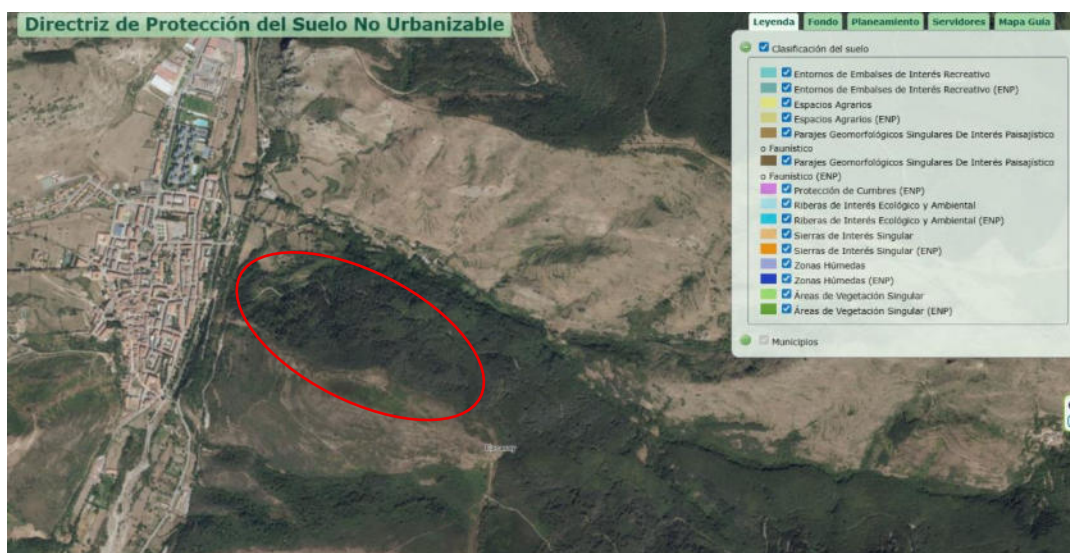 Directriz de Protección del Suelo No Urbanizable
Leyenda Fondo Planeamiento Servidores Mapa Guía
Clasificación del suelo
Entornos de Embalses de Interés Recreativo
Entornos de Embalses de Interés Recreativo (ENP)
Espacios Agrarios
Espacios Agrarios (ENP)
Parajes Geomorfológicos Singulares De Interés Paisajístico
o Faunístico
Parajes Geomorfológicos Singulares De Interés Paisajístico
o Faunístico (ENP)
Protección de Cumbres (ENP)
Riberas de Interés Ecológico y Ambiental
Riberas de Interés Ecológico y Ambiental (ENP)
Sierras de Interés Singular
Sierras de Interés Singular (ENP)
Zonas Húmedas
Zonas Húmedas (ENP)
Áreas de Vegetación Singular
Áreas de Vegetación Singular (ENP)
Municipios